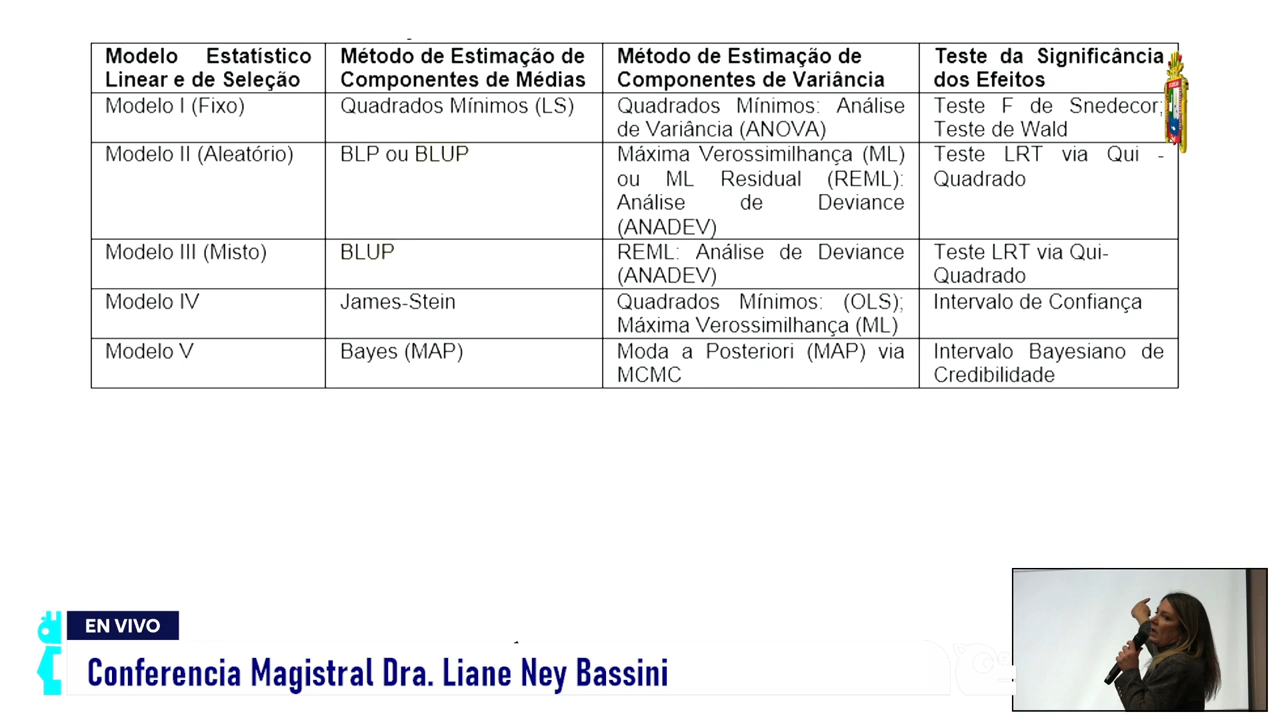 Modelo Estatístico Linear e de Seleção
Método de Estimação de Componentes de Médias
Método de Estimação de Componentes de Variância
Teste da Significância dos Efeitos
Modelo I (Fixo)
Quadrados Mínimos (LS)
Quadrados Mínimos: Análise
de Variância (ANOVA)
Teste F de Snedecor;
Teste de Wald
Modelo II (Aleatório)
BLP ou BLUP
Máxima Verossimilhança (ML)
ou ML Residual (REML):
Análise de Deviance
(ANADEV)
Teste LRT via Qui -
Quadrado
Modelo III (Misto)
BLUP
REML: Análise de Deviance
(ANADEV)
Teste LRT via Qui-
Quadrado
Modelo IV
James-Stein
Quadrados Mínimos: (OLS);
Máxima Verossimilhança (ML)
Intervalo de Confiança
Modelo V
Bayes (MAP)
Moda a Posteriori (MAP) via
MCMC
Intervalo Bayesiano de
Credibilidade
EN VIVO
Conferencia Magistral Dra. Liane Ney Bassini